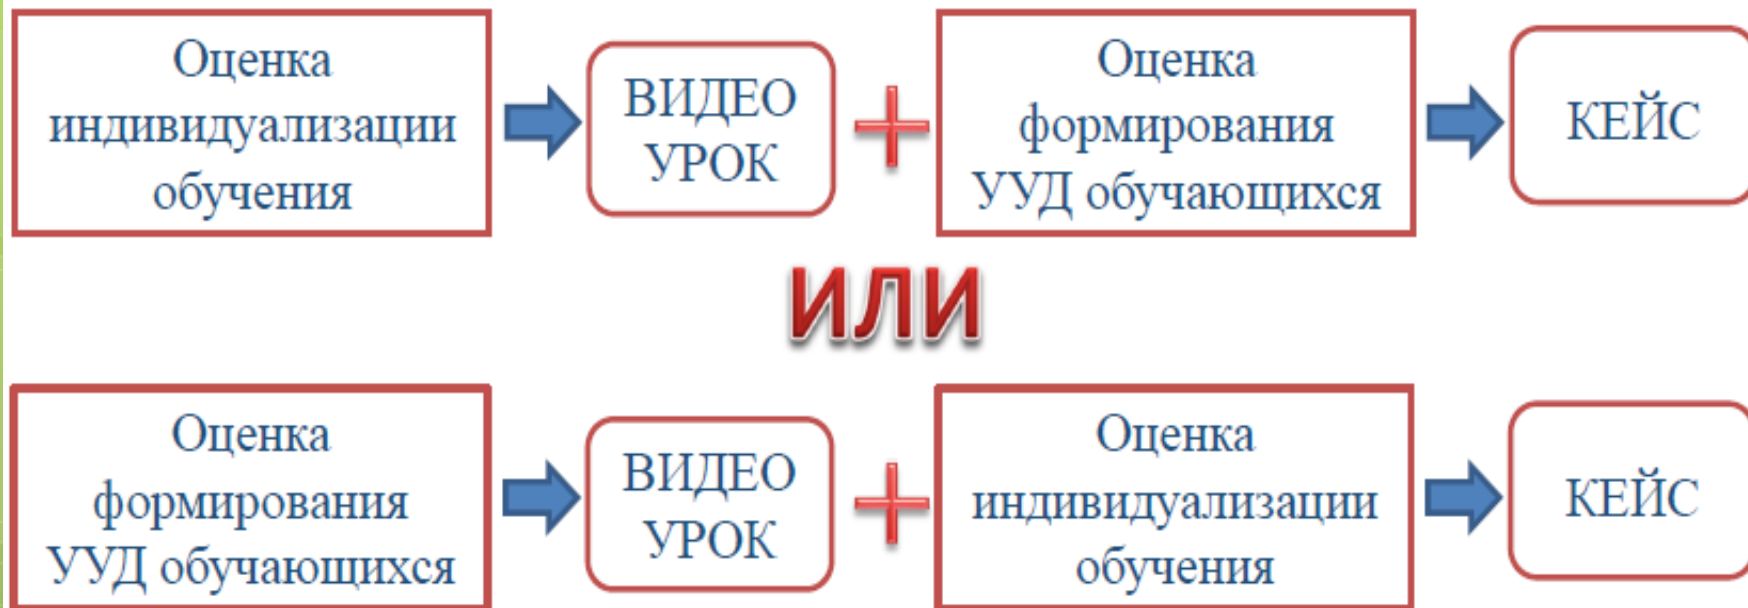 Оценка
индивидуализации
обучения
ВИДЕО
УРОК
+
Оценка
формирования
УУД обучающихся
КЕЙС
ИЛИ
Оценка
формирования
УУД обучающихся
ВИДЕО
УРОК
+
Оценка
индивидуализации
обучения
КЕЙС